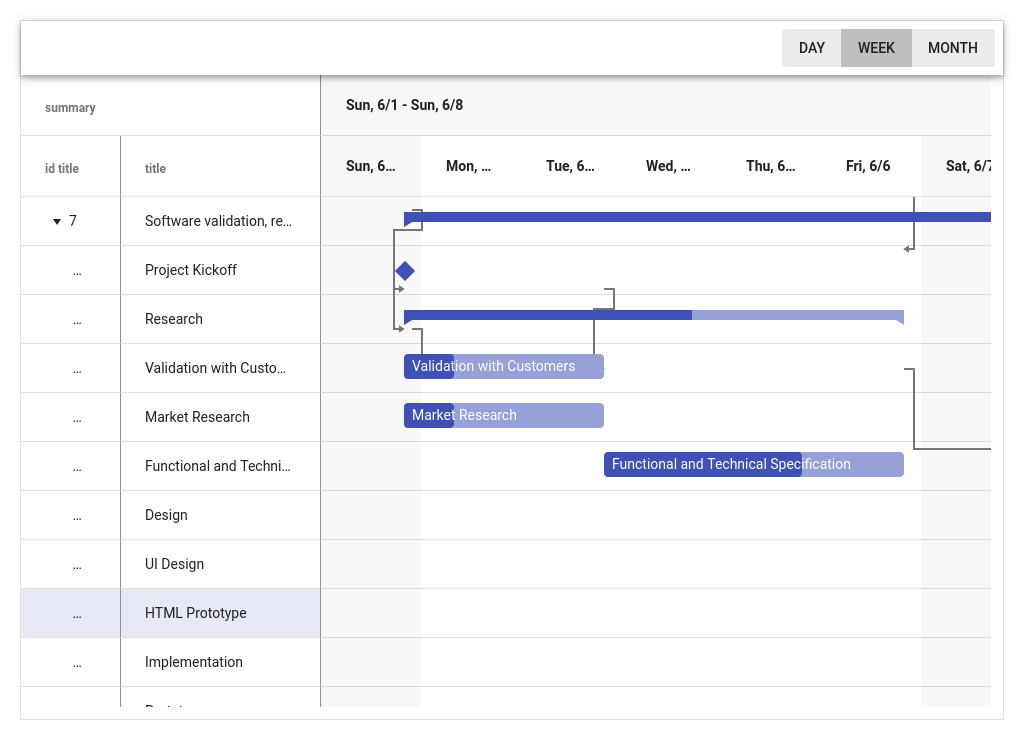 DAY WEEK MONTH
summary
Sun, 6/1 - Sun, 6/8
id title title
Sun, 6... Mon, ... Tue, 6... Wed, ... Thu, 6... Fri, 6/6 Sat, 6/7
7 Software validation, re...
... Project Kickoff
... Research
... Validation with Custo... Validation with Customers
... Market Research Market Research
... Functional and Techni... Functional and Technical Specification
... Design
... UI Design
... HTML Prototype
... Implementation